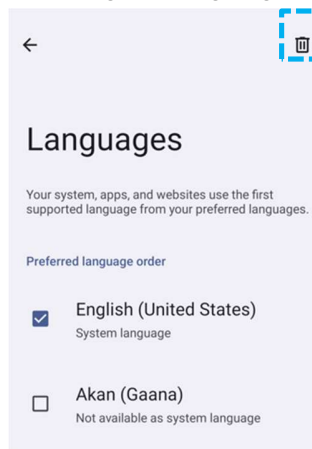 Languages
Your system, apps, and websites use the first
supported language from your preferred languages.
Preferred language order
English (United States)
System language
Akan (Gaana)
Not available as system language